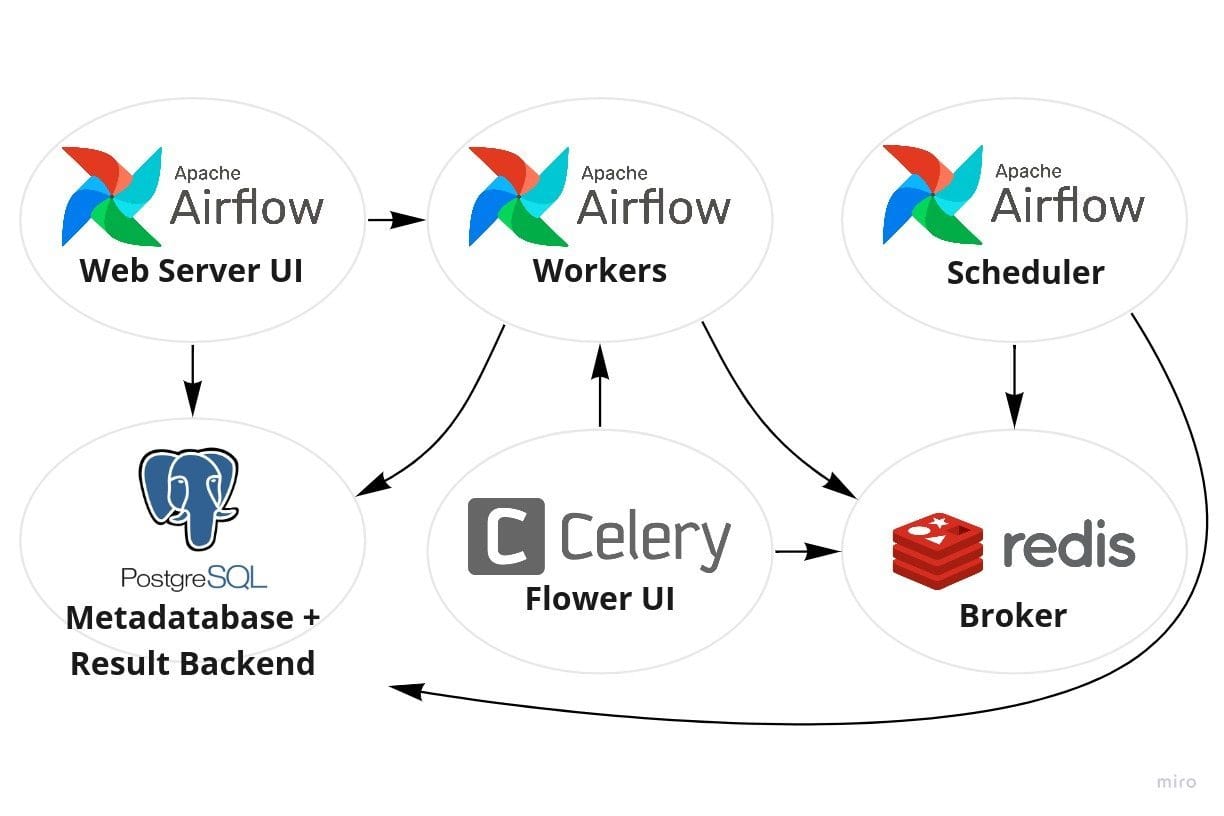 Apache
Airflow
Web Server UI
Apache
Airflow
Workers
Apache
Airflow
Scheduler
PostgreSQL
Metadatabase +
Result Backend
C Celery
Flower UI
redis
Broker
miro